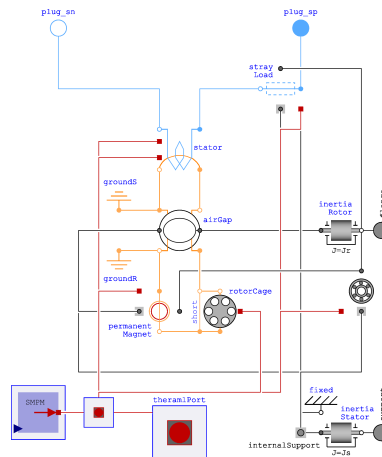 plug_sn
plug_sp
stray
Load
stator
groundS
airGap
inertia
Rotor
J=Jr
groundR
rotorCage
short
permanent
Magnet
SMPM
theramlPort
fixed
inertia
Stator
internalSupport
J=Js